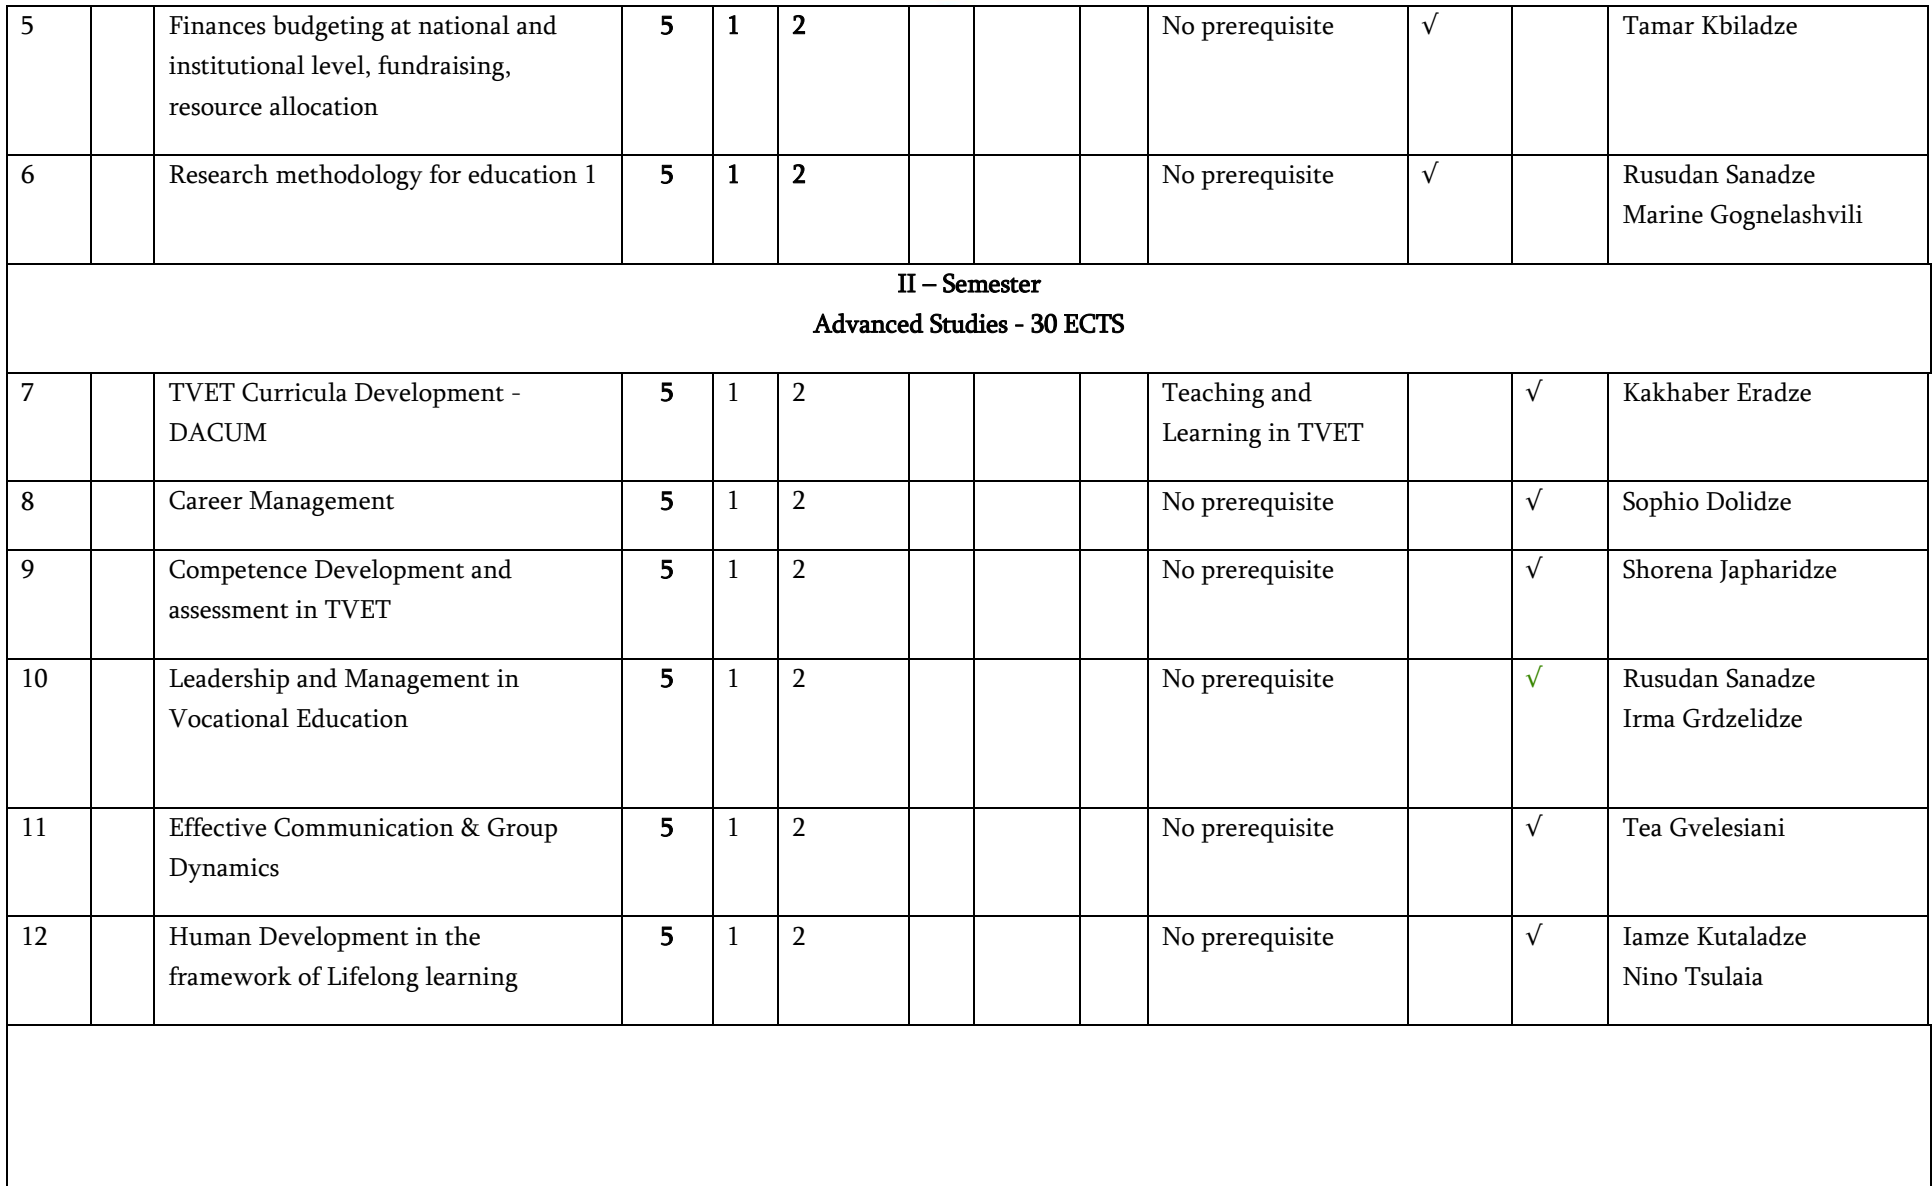 5 Finances budgeting at national and 5 1 2 No prerequisite √ Tamar Kbiladze
institutional level, fundraising,
resource allocation
6 Research methodology for education 1 5 1 2 No prerequisite √ Rusudan Sanadze
Marine Gognelashvili
II – Semester
Advanced Studies - 30 ECTS
7 TVET Curricula Development - 5 1 2 Teaching and √ Kakhaber Eradze
DACUM Learning in TVET
8 Career Management 5 1 2 No prerequisite √ Sophio Dolidze
9 Competence Development and 5 1 2 No prerequisite √ Shorena Japharidze
assessment in TVET
10 Leadership and Management in 5 1 2 No prerequisite √ Rusudan Sanadze
Vocational Education Irma Grdzelidze
11 Effective Communication & Group 5 1 2 No prerequisite √ Tea Gvelesiani
Dynamics
12 Human Development in the 5 1 2 No prerequisite √ Iamze Kutaladze
framework of Lifelong learning Nino Tsulaia